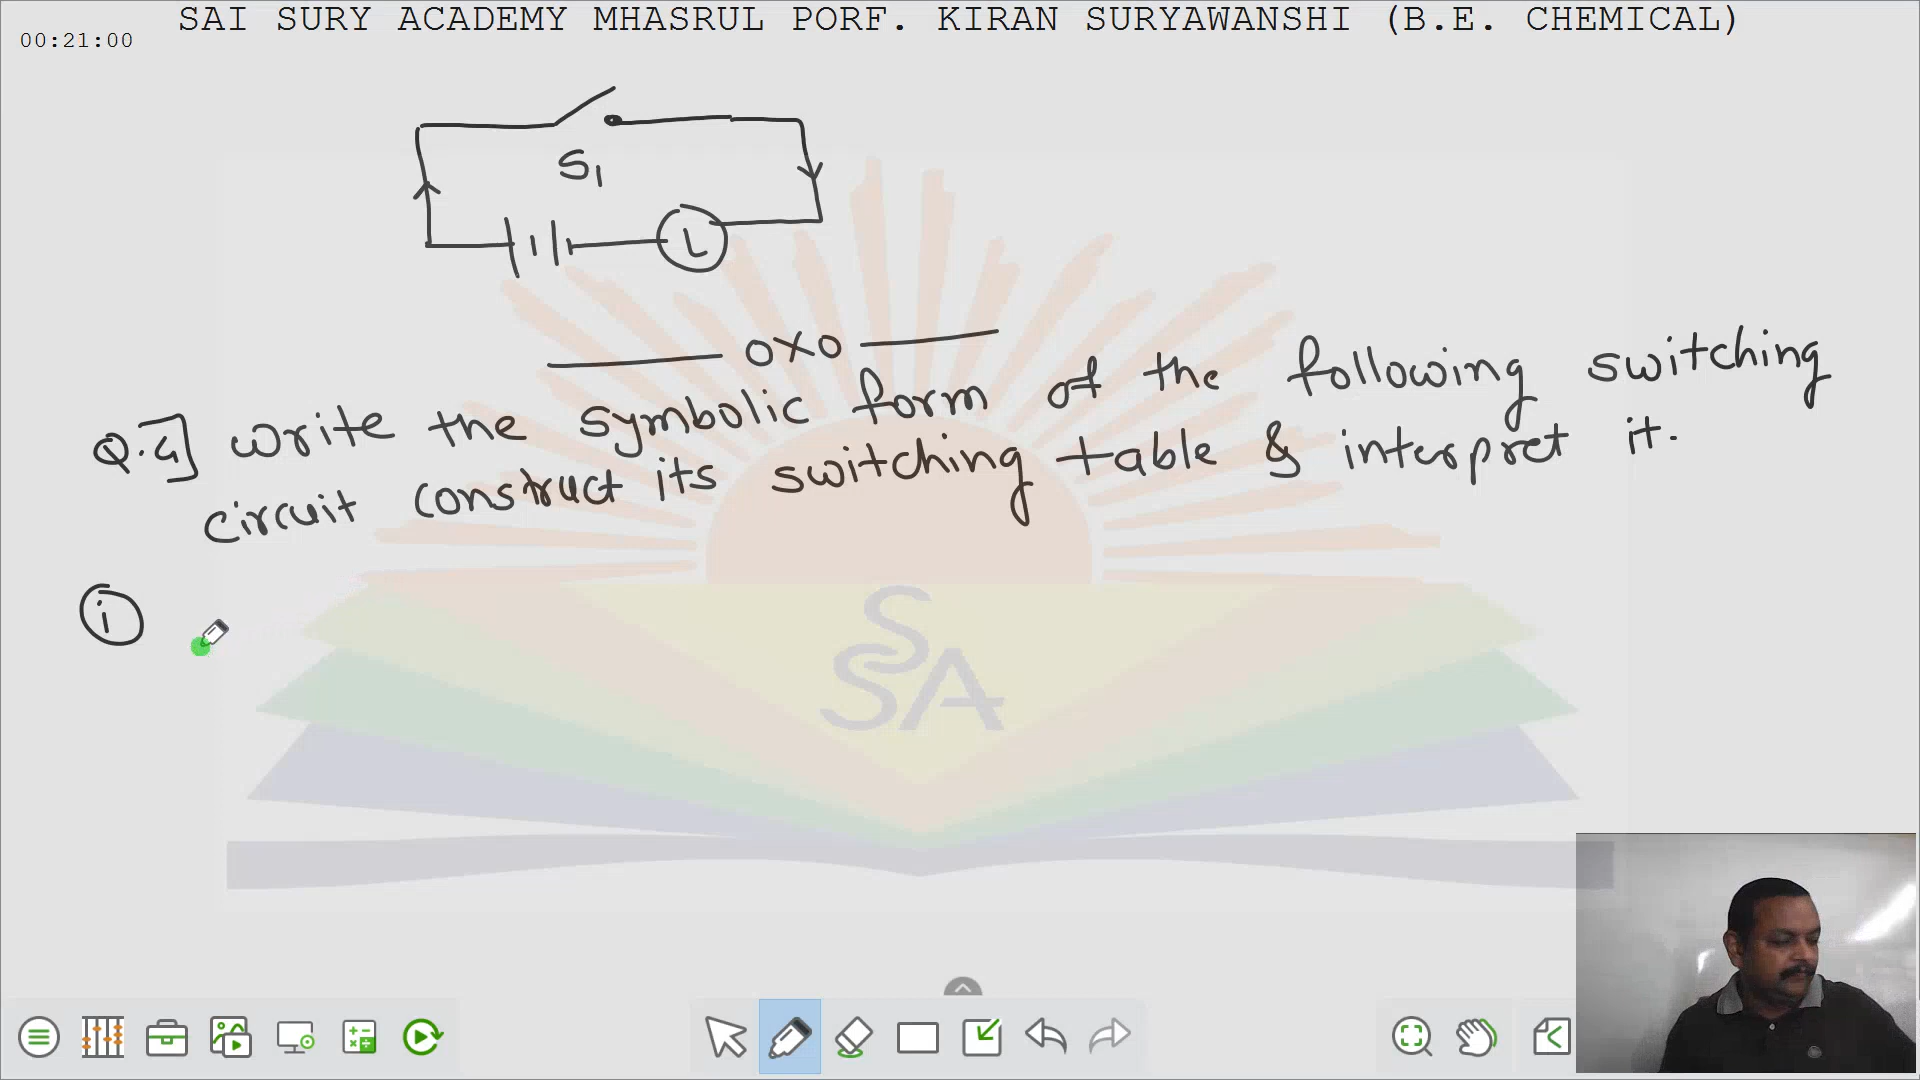 SAI SURY ACADEMY MHASRUL PORF. KIRAN SURYAWANSHI (B.E. CHEMICAL)
00:21:00
S1
L
OXO
Q.4] write the symbolic form of the following switching
circuit construct its switching table & interpret it.
i
SSA